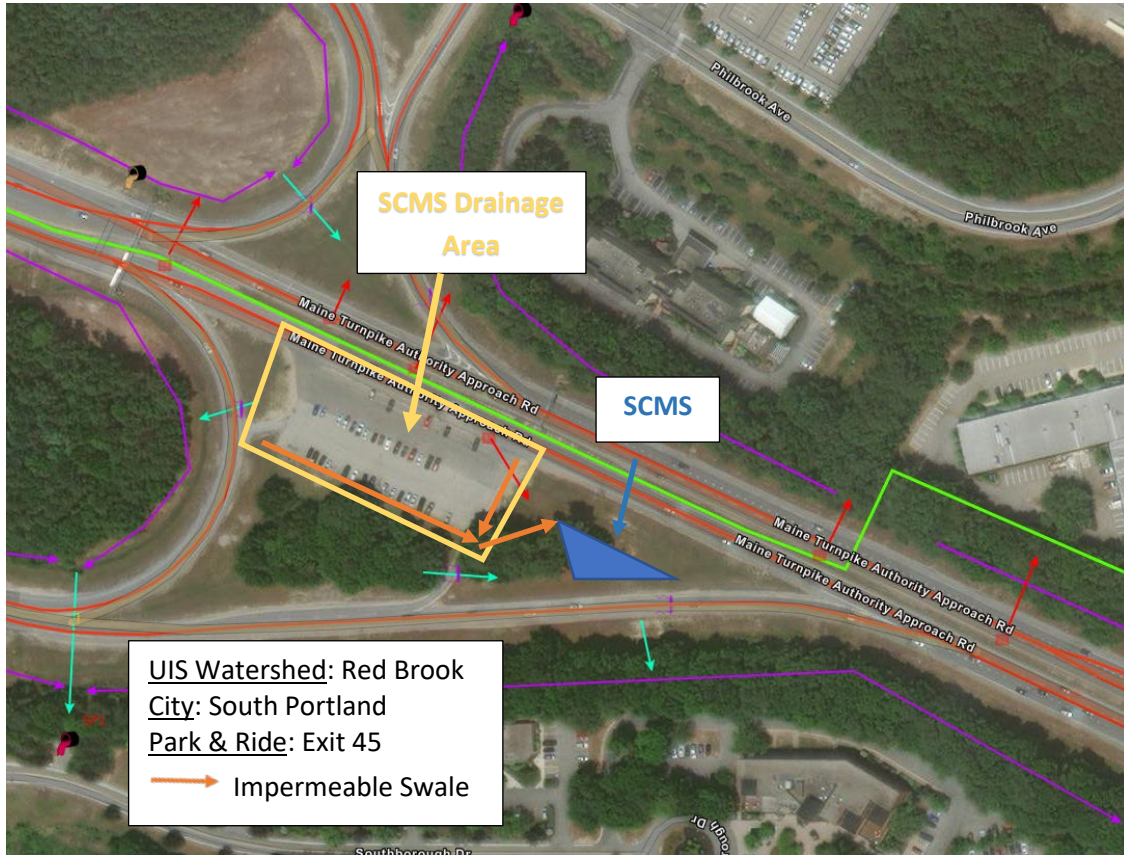 Philbrook Ave
Philbrook Ave
SCMS Drainage
Area
Maine Turnpike Authority Approach Rd
Maine Turnpike Authority Approach Rd
SCMS
Maine Turnpike Authority Approach Rd
Maine Turnpike Authority Approach Rd
UIS Watershed: Red Brook
City: South Portland
Park & Ride: Exit 45
Impermeable Swale
Southborough Dr